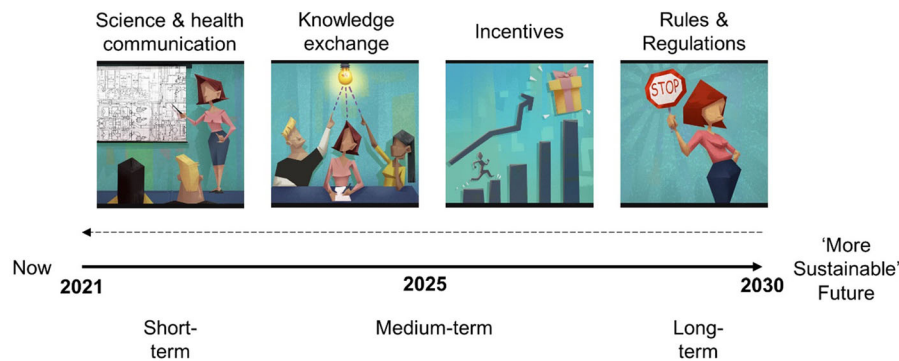 Science & health
communication
Knowledge
exchange
Incentives
Rules &
Regulations
STOP
Now
2021
2025
2030
'More
Sustainable'
Future
Short-
term
Medium-term
Long-
term